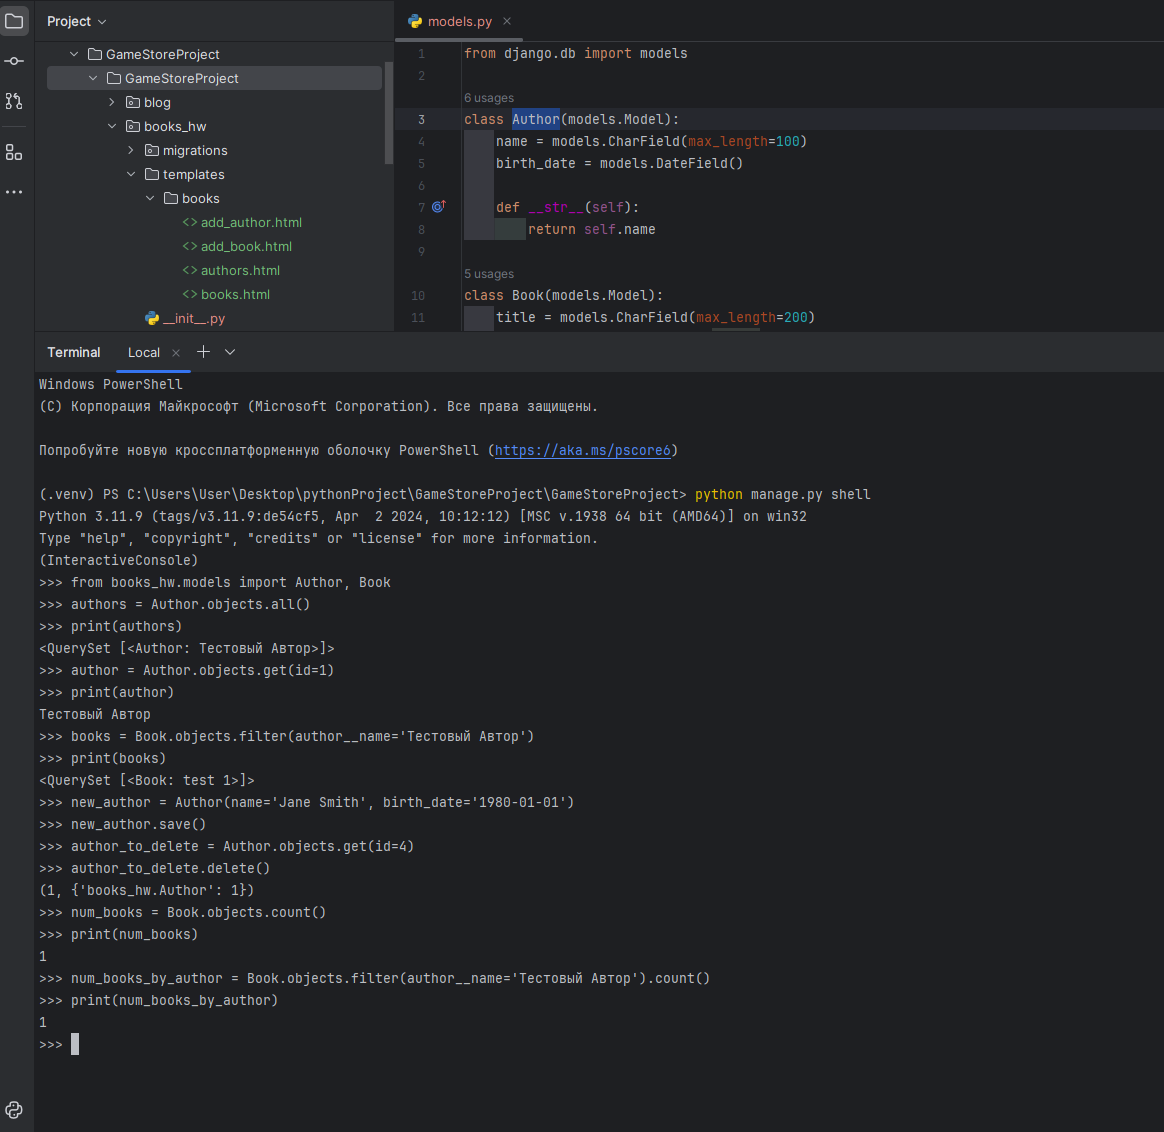 Project
GameStoreProject
GameStoreProject
blog
books_hw
migrations
templates
books
<> add_author.html
<> add_book.html
<> authors.html
<> books.html
__init__.py
models.py
1 from django.db import models
2
6 usages
3 class Author(models.Model):
4 name = models.CharField(max_length=100)
5 birth_date = models.DateField()
6
7 def __str__(self):
8 return self.name
9
5 usages
10 class Book(models.Model):
11 title = models.CharField(max_length=200)
Terminal Local
Windows PowerShell
(C) Корпорация Майкрософт (Microsoft Corporation). Все права защищены.
Попробуйте новую кроссплатформенную оболочку PowerShell (https://aka.ms/pscore6)
(.venv) PS C:\Users\User\Desktop\pythonProject\GameStoreProject\GameStoreProject> python manage.py shell
Python 3.11.9 (tags/v3.11.9:de54cf5, Apr  2 2024, 10:12:12) [MSC v.1938 64 bit (AMD64)] on win32
Type "help", "copyright", "credits" or "license" for more information.
(InteractiveConsole)
>>> from books_hw.models import Author, Book
>>> authors = Author.objects.all()
>>> print(authors)
<QuerySet [<Author: Тестовый Автор>]>
>>> author = Author.objects.get(id=1)
>>> print(author)
Тестовый Автор
>>> books = Book.objects.filter(author__name='Тестовый Автор')
>>> print(books)
<QuerySet [<Book: test 1>]>
>>> new_author = Author(name='Jane Smith', birth_date='1980-01-01')
>>> new_author.save()
>>> author_to_delete = Author.objects.get(id=4)
>>> author_to_delete.delete()
(1, {'books_hw.Author': 1})
>>> num_books = Book.objects.count()
>>> print(num_books)
1
>>> num_books_by_author = Book.objects.filter(author__name='Тестовый Автор').count()
>>> print(num_books_by_author)
1
>>>